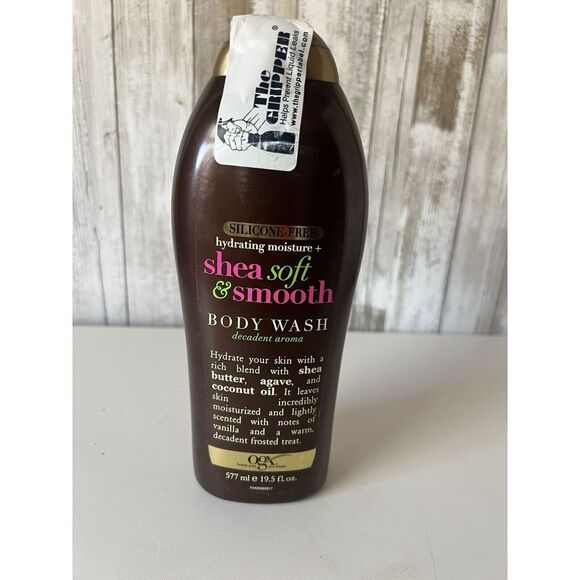 The
GRIPPER®
Helps Prevent Liquid Leaks
www.thegripperlabel.com
SILICONE-FREE
hydrating moisture +
shea soft
& smooth
BODY WASH
decadent aroma
Hydrate your skin with a
rich blend with shea
butter, agave, and
coconut oil. It leaves
skin incredibly
moisturized and lightly
scented with notes of
vanilla and a warm,
decadent frosted treat.
ogx
577 ml e 19.5 fl.oz.